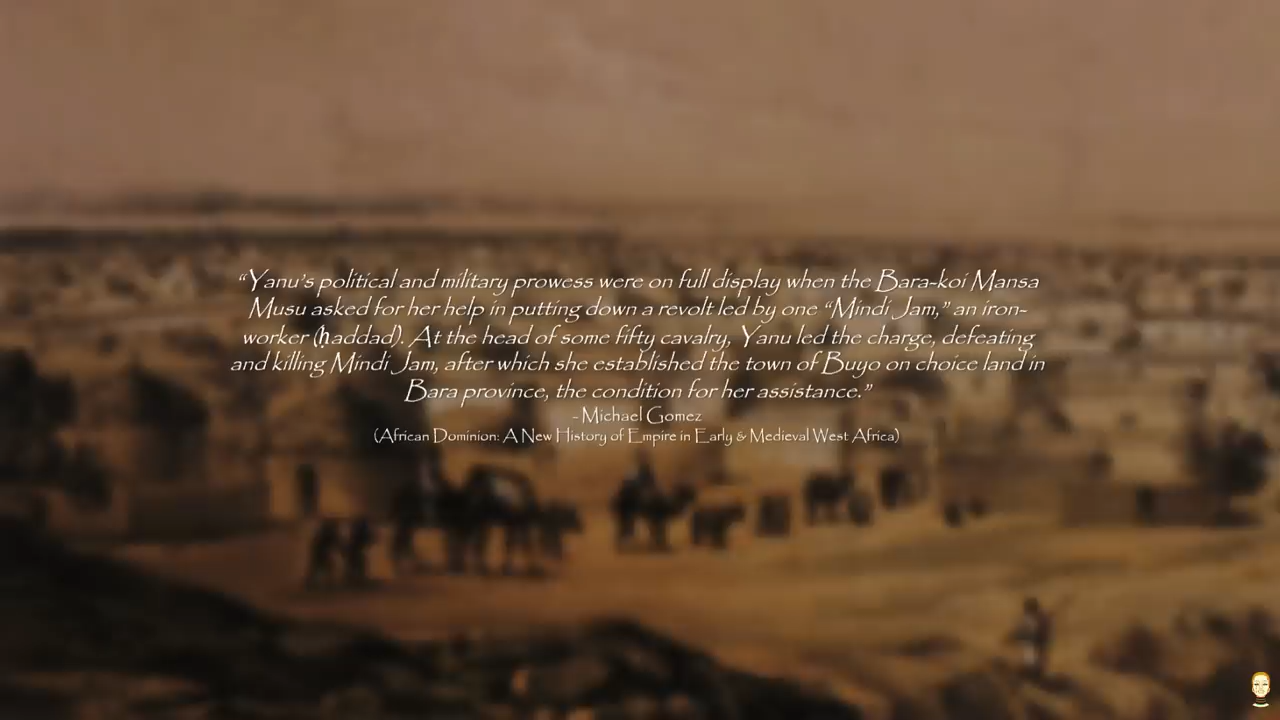 “Yanu’s political and military prowess were on full display when the Bara-koi Mansa
Musu asked for her help in putting down a revolt led by one “Mindi Jam,” an iron-
worker (ḥaddad). At the head of some fifty cavalry, Yanu led the charge, defeating
and killing Mindi Jam, after which she established the town of Buyo on choice land in
Bara province, the condition for her assistance.”
- Michael Gomez
(African Dominion: A New History of Empire in Early & Medieval West Africa)